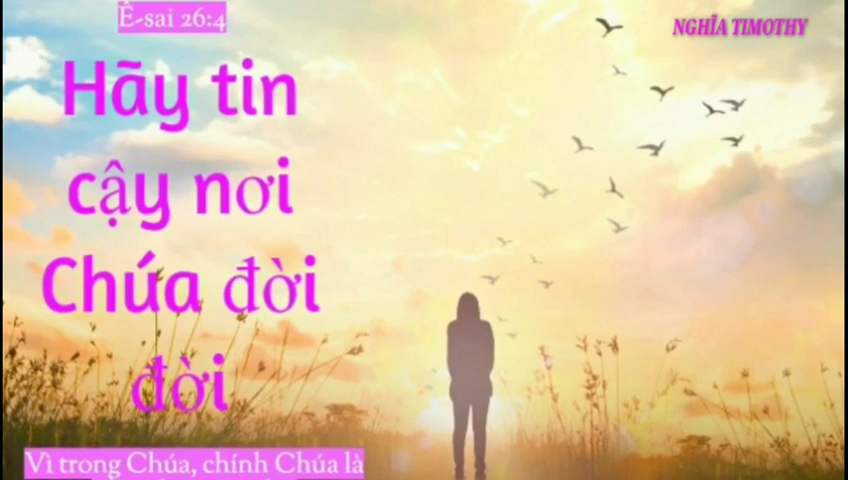 Ê-sai 26:4
NGHĨA TIMOTHY
Hãy tin
cậy nơi
Chúa đời
đời
Vì trong Chúa, chính Chúa là